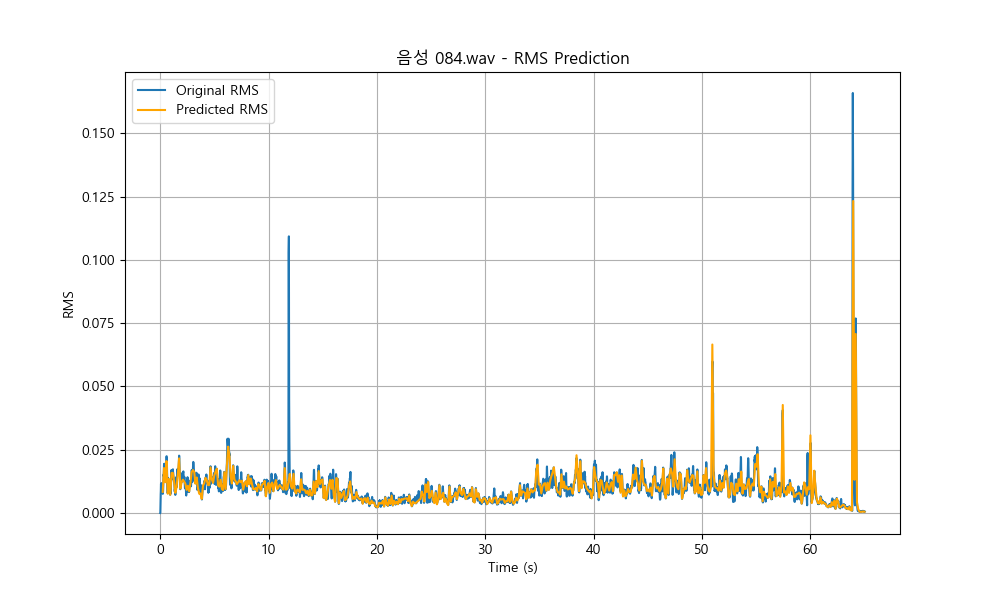 음성 084.wav - RMS Prediction
Original RMS
Predicted RMS
0.150
0.125
0.100
0.075
0.050
0.025
0.000
RMS
0 10 20 30 40 50 60
Time (s)